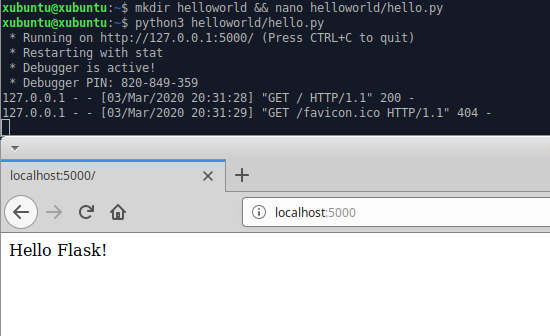 xubuntu@xubuntu:~$ mkdir helloworld && nano helloworld/hello.py
xubuntu@xubuntu:~$ python3 helloworld/hello.py
 * Running on http://127.0.0.1:5000/ (Press CTRL+C to quit)
 * Restarting with stat
 * Debugger is active!
 * Debugger PIN: 820-849-359
127.0.0.1 - - [03/Mar/2020 20:31:28] "GET / HTTP/1.1" 200 -
127.0.0.1 - - [03/Mar/2020 20:31:29] "GET /favicon.ico HTTP/1.1" 404 -
localhost:5000/
localhost:5000
Hello Flask!